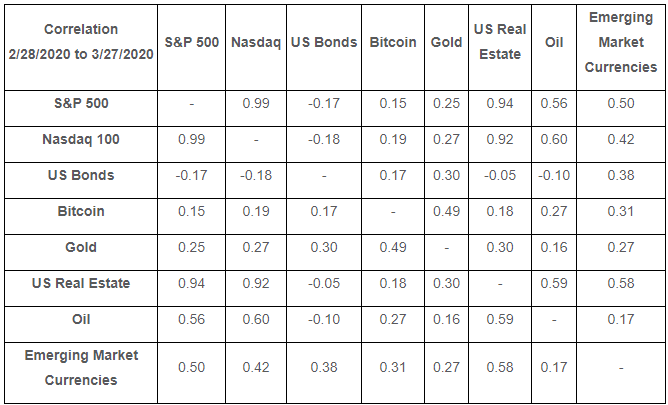 Correlation
2/28/2020 to 3/27/2020 S&P 500 Nasdaq US Bonds Bitcoin Gold US Real Estate Oil Emerging Market Currencies
S&P 500 - 0.99 -0.17 0.15 0.25 0.94 0.56 0.50
Nasdaq 100 0.99 - -0.18 0.19 0.27 0.92 0.60 0.42
US Bonds -0.17 -0.18 - 0.17 0.30 -0.05 -0.10 0.38
Bitcoin 0.15 0.19 0.17 - 0.49 0.18 0.27 0.31
Gold 0.25 0.27 0.30 0.49 - 0.30 0.16 0.27
US Real Estate 0.94 0.92 -0.05 0.18 0.30 - 0.59 0.58
Oil 0.56 0.60 -0.10 0.27 0.16 0.59 - 0.17
Emerging Market
Currencies 0.50 0.42 0.38 0.31 0.27 0.58 0.17 -